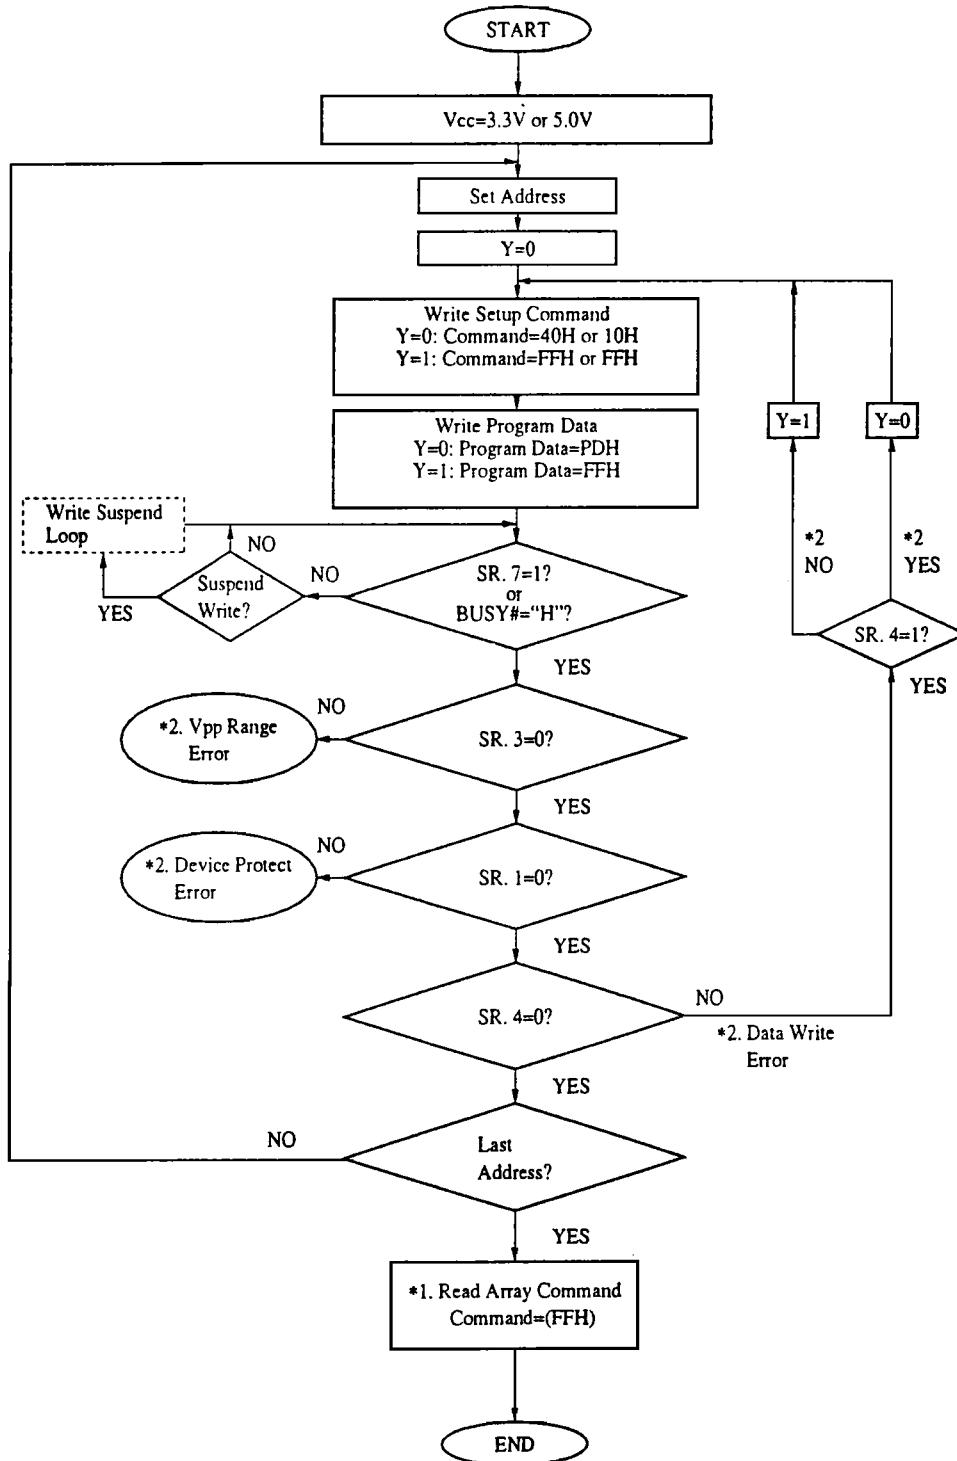 START
Vcc=3.3V or 5.0V
Set Address
Y=0
Write Setup Command
Y=0: Command=40H or 10H
Y=1: Command=FFH or FFH
Write Program Data
Y=0: Program Data=PDH
Y=1: Program Data=FFH
Y=1
Y=0
Write Suspend
Loop
NO
Suspend
Write?
YES
NO
SR. 7=1?
or
BUSY#="H"?
YES
*2
NO
*2
YES
SR. 4=1?
YES
*2. Vpp Range
Error
NO
SR. 3=0?
YES
*2. Device Protect
Error
NO
SR. 1=0?
YES
SR. 4=0?
NO
*2. Data Write
Error
YES
NO
Last
Address?
YES
*1. Read Array Command
Command=(FFH)
END